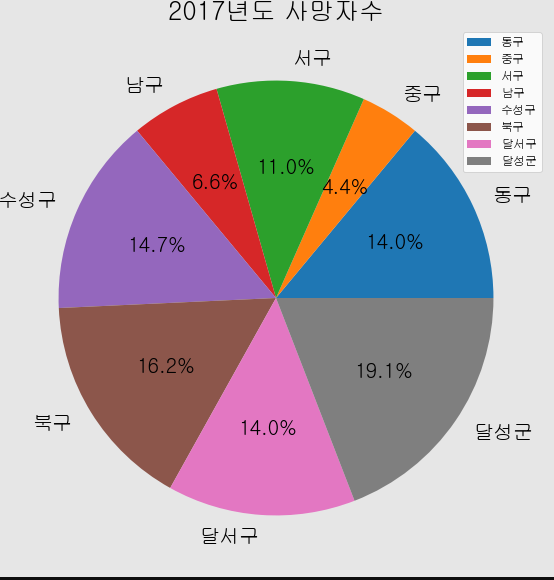 2017년도 사망자수
동구
중구
서구
남구
수성구
북구
달서구
달성군
서구
남구
중구
동구
수성구
북구
달서구
달성군
11.0%
6.6%
4.4%
14.0%
14.7%
16.2%
14.0%
19.1%